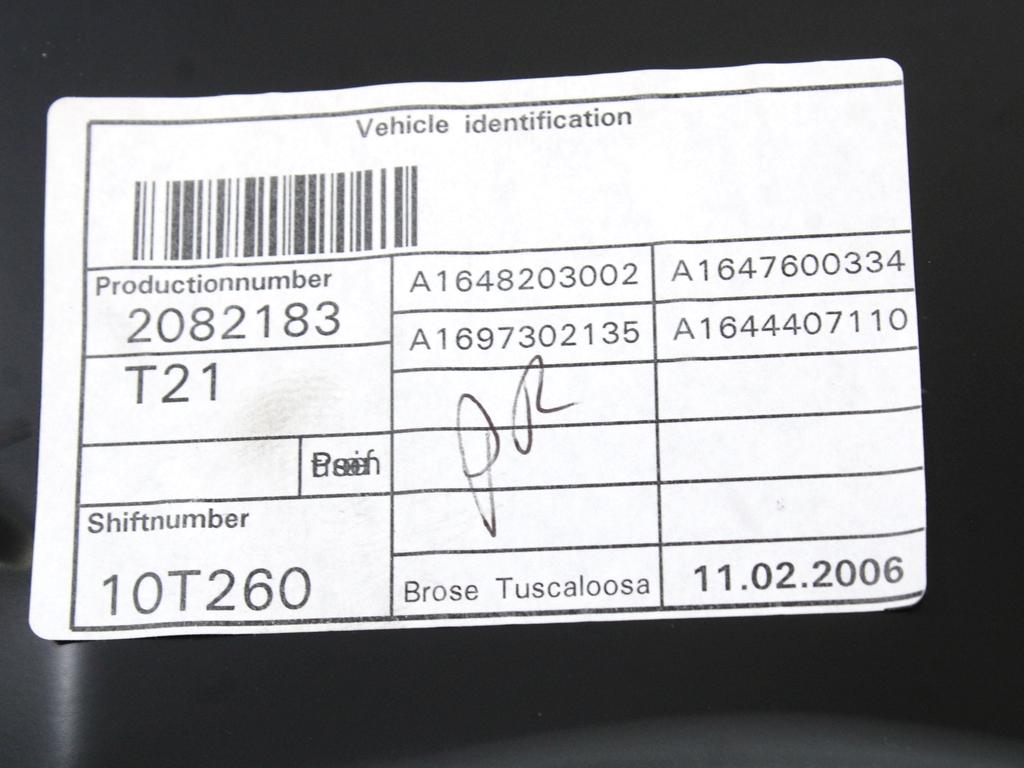 Vehicle identification
Productionnumber
2082183
T21
A1648203002
A1647600334
A1697302135
A1644407110
Shiftnumber
10T260
Brose Tuscaloosa
11.02.2006